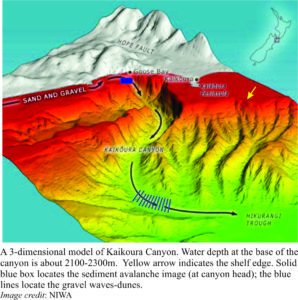 HOPE FAULT
Goose Bay
Kaikōura
Kaikōura
Peninsula
SAND AND GRAVEL
KAIKŌURA CANYON
HIKURANGI
TROUGH
A 3-dimensional model of Kaikoura Canyon. Water depth at the base of the
canyon is about 2100-2300m. Yellow arrow indicates the shelf edge. Solid
blue box locates the sediment avalanche image (at canyon head); the blue
lines locate the gravel waves-dunes.
Image credit: NIWA